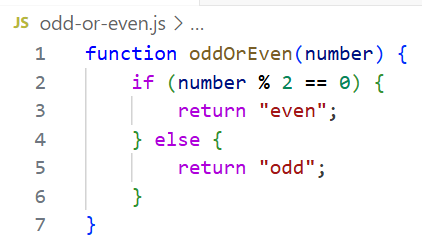 JS odd-or-even.js > ...
1 function oddOrEven(number) {
2     if (number % 2 == 0) {
3         return "even";
4     } else {
5         return "odd";
6     }
7 }